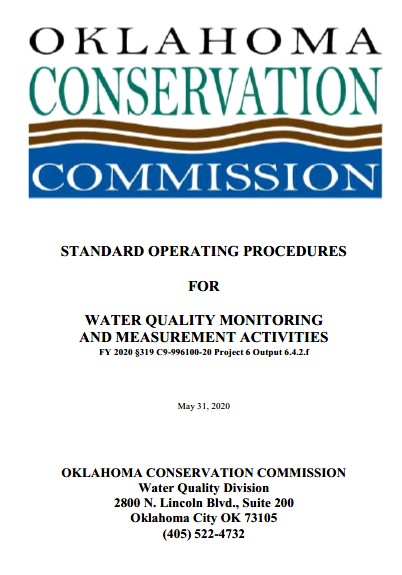 OKLAHOMA
CONSERVATION
COMMISSION
STANDARD OPERATING PROCEDURES
FOR
WATER QUALITY MONITORING
AND MEASUREMENT ACTIVITIES
FY 2020 §319 C9-996100-20 Project 6 Output 6.4.2.f
May 31, 2020
OKLAHOMA CONSERVATION COMMISSION
Water Quality Division
2800 N. Lincoln Blvd., Suite 200
Oklahoma City OK 73105
(405) 522-4732